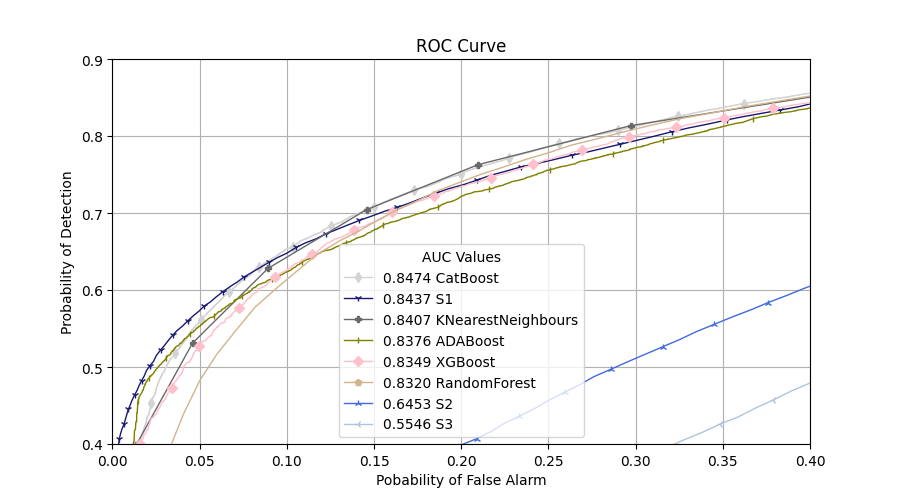 ROC Curve
Probability of Detection
0.9
0.8
0.7
0.6
0.5
0.4
AUC Values
0.8474 CatBoost
0.8437 S1
0.8407 KNearestNeighbours
0.8376 ADABoost
0.8349 XGBoost
0.8320 RandomForest
0.6453 S2
0.5546 S3
0.00 0.05 0.10 0.15 0.20 0.25 0.30 0.35 0.40
Pobability of False Alarm